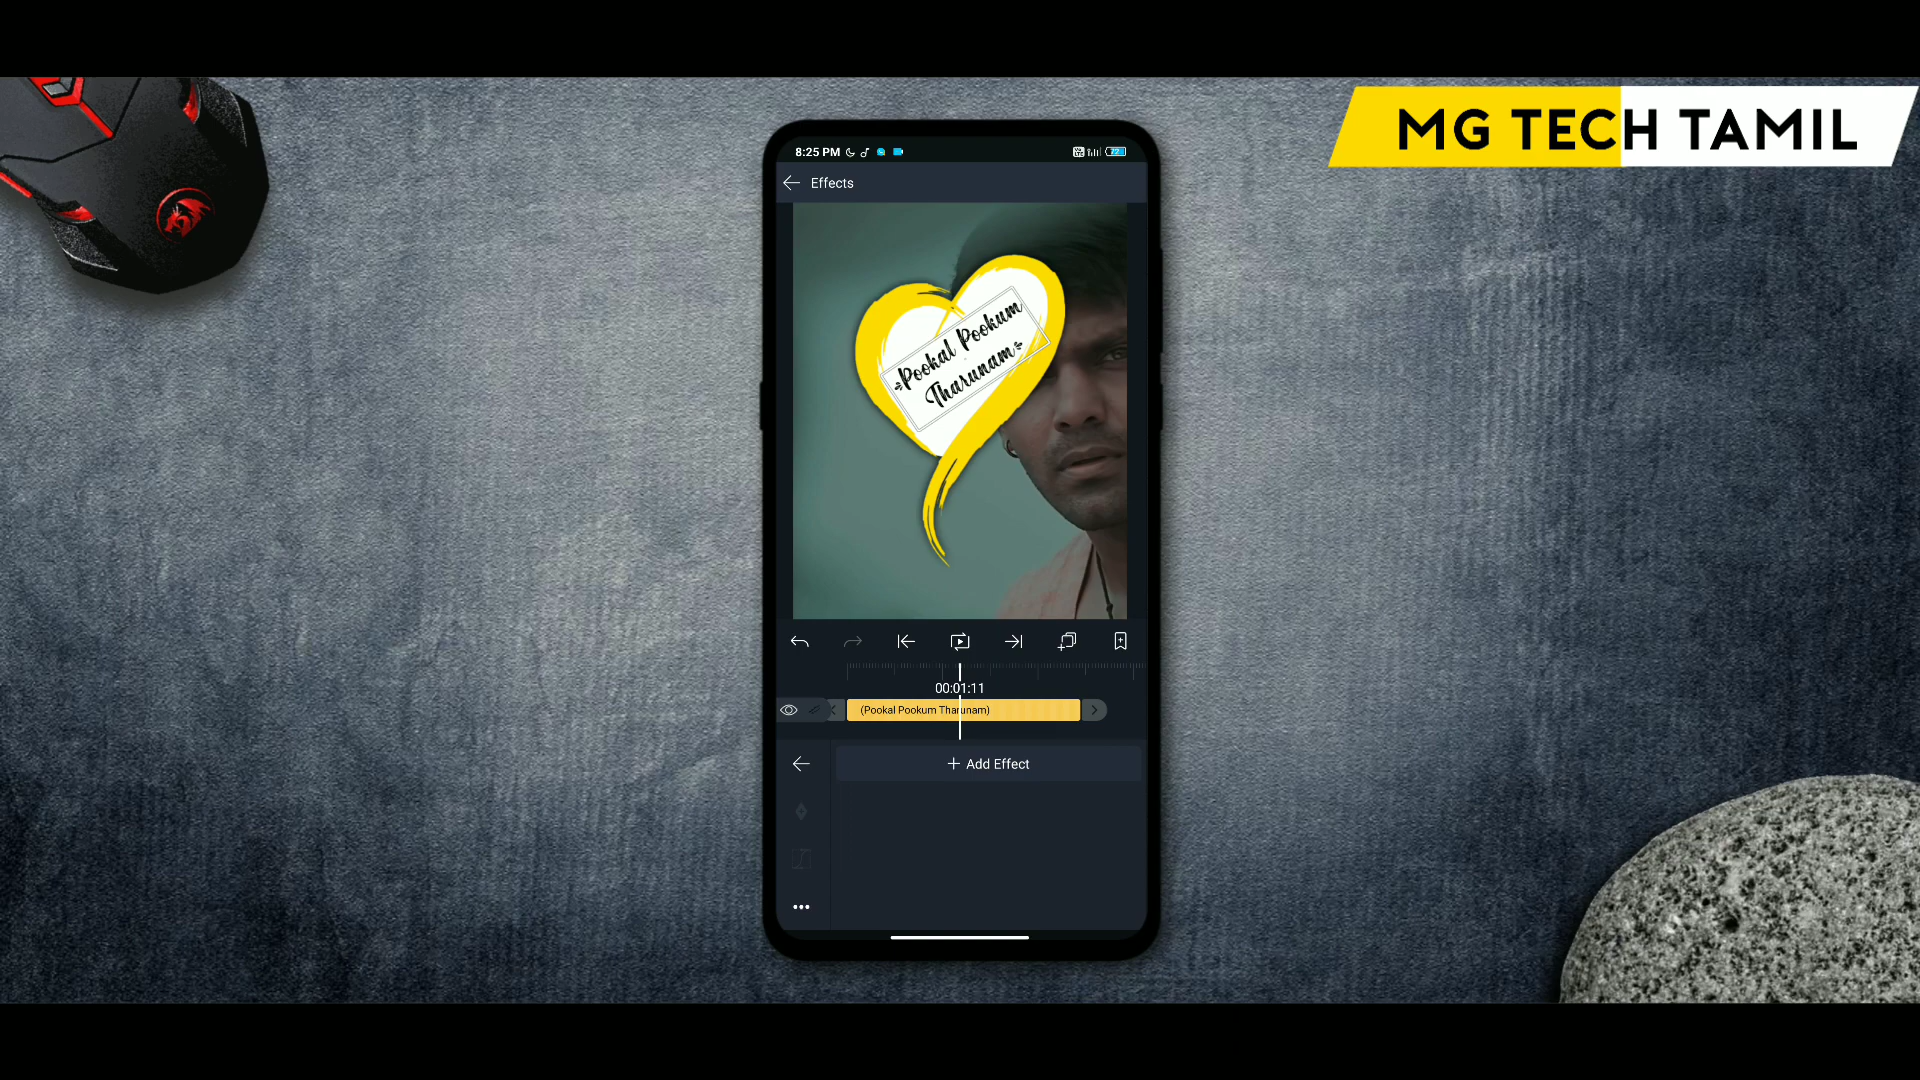 MG TECH TAMIL
8:25 PM
Effects
Pookal Pookum
Tharunam
00:01:11
(Pookal Pookum Tharunam)
+ Add Effect